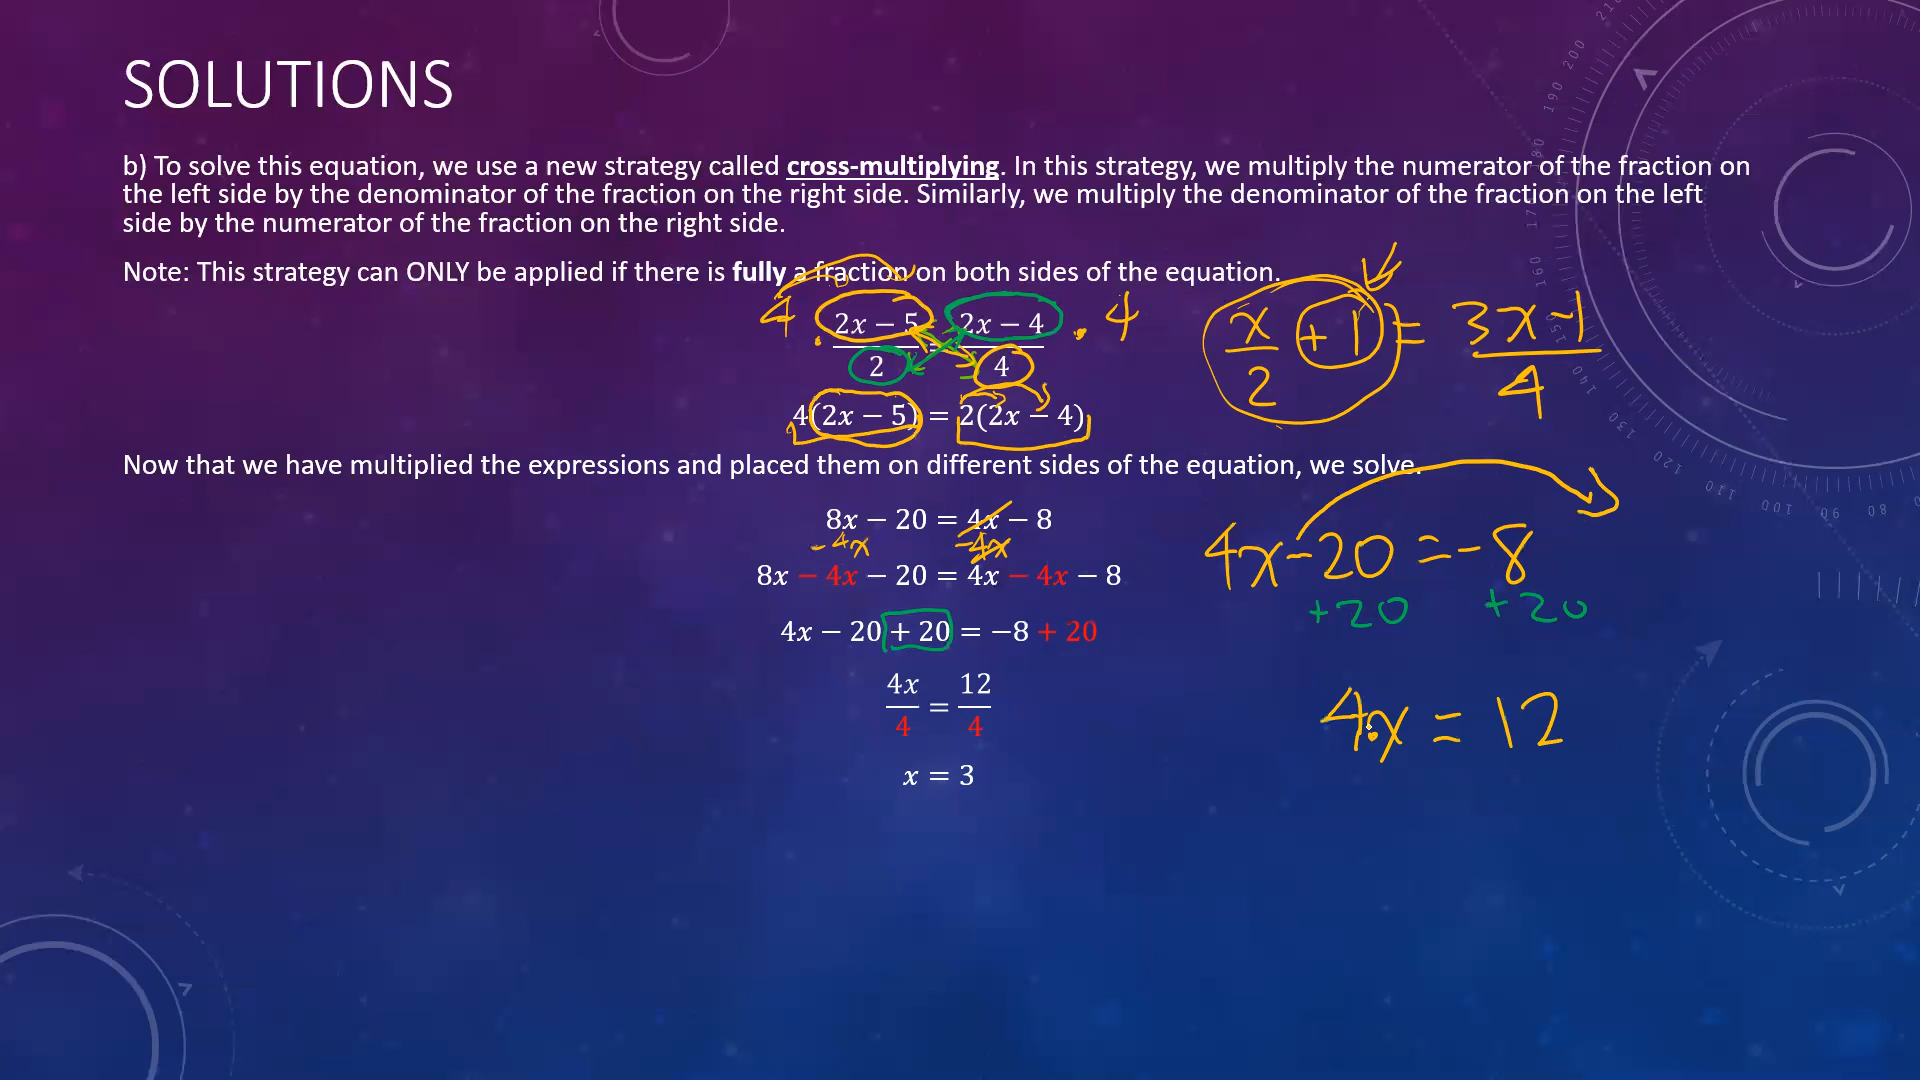 SOLUTIONS
b) To solve this equation, we use a new strategy called cross-multiplying. In this strategy, we multiply the numerator of the fraction on
the left side by the denominator of the fraction on the right side. Similarly, we multiply the denominator of the fraction on the left
side by the numerator of the fraction on the right side.
Note: This strategy can ONLY be applied if there is fully a fraction on both sides of the equation.
4 · (2x − 5)/2 = (2x − 4)/4 · 4
x/2 + 1 = (3x − 1)/4
4(2x − 5) = 2(2x − 4)
Now that we have multiplied the expressions and placed them on different sides of the equation, we solve.
8x − 20 = 4x − 8
−4x −4x
8x − 4x − 20 = 4x − 4x − 8
4x − 20 = −8
+20 +20
4x − 20 + 20 = −8 + 20
4x/4 = 12/4
4·x = 12
x = 3